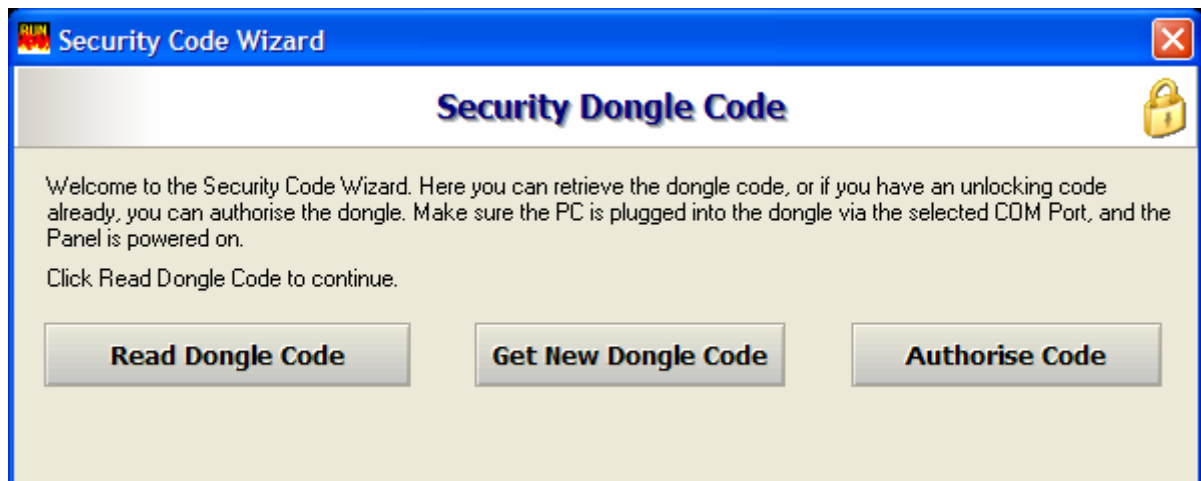 RUN
Security Code Wizard
Security Dongle Code
Welcome to the Security Code Wizard. Here you can retrieve the dongle code, or if you have an unlocking code
already, you can authorise the dongle. Make sure the PC is plugged into the dongle via the selected COM Port, and the
Panel is powered on.
Click Read Dongle Code to continue.
Read Dongle Code
Get New Dongle Code
Authorise Code